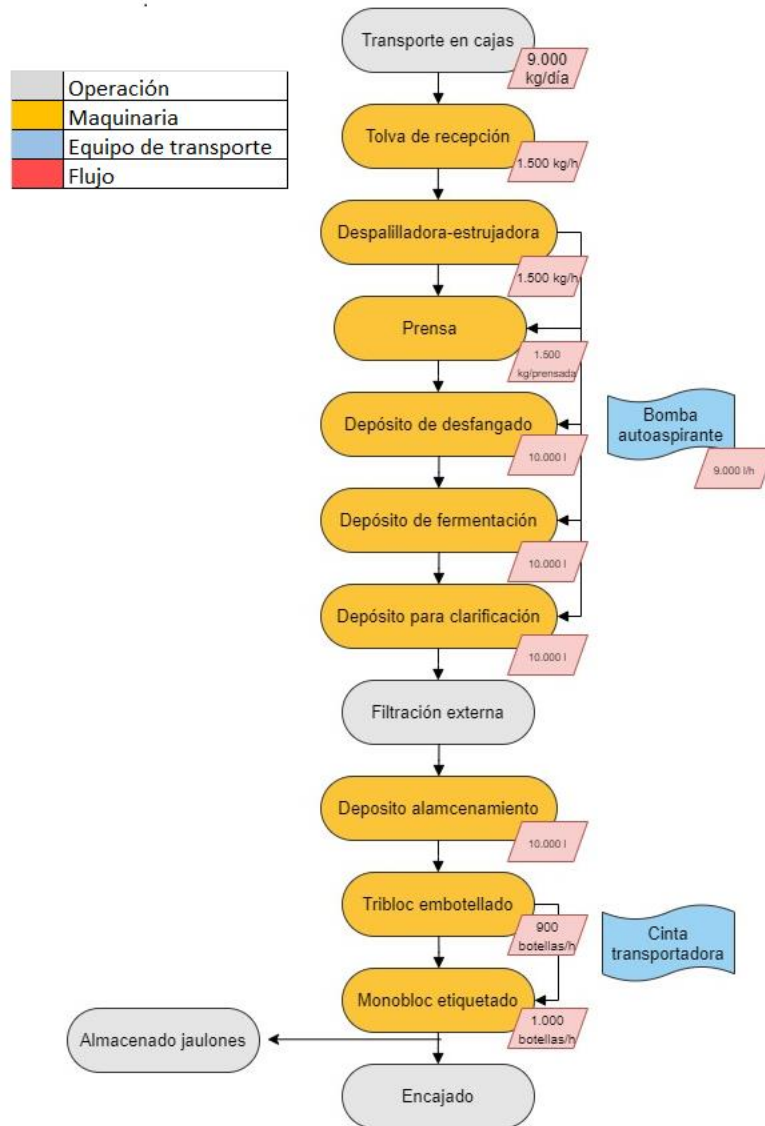 Transporte en cajas
9.000
kg/día
Operación
Maquinaria
Equipo de transporte
Flujo
Tolva de recepción
1.500 kg/h
Despalilladora-estrujadora
1.500 kg/h
Prensa
1.500
kg/prensada
Depósito de desfangado
10.000 l
Bomba
autoaspirante
9.000 l/h
Depósito de fermentación
10.000 l
Depósito para clarificación
10.000 l
Filtración externa
Deposito alamcenamiento
10.000 l
Tribloc embotellado
900
botellas/h
Cinta
transportadora
Monobloc etiquetado
1.000
botellas/h
Almacenado jaulones
Encajado